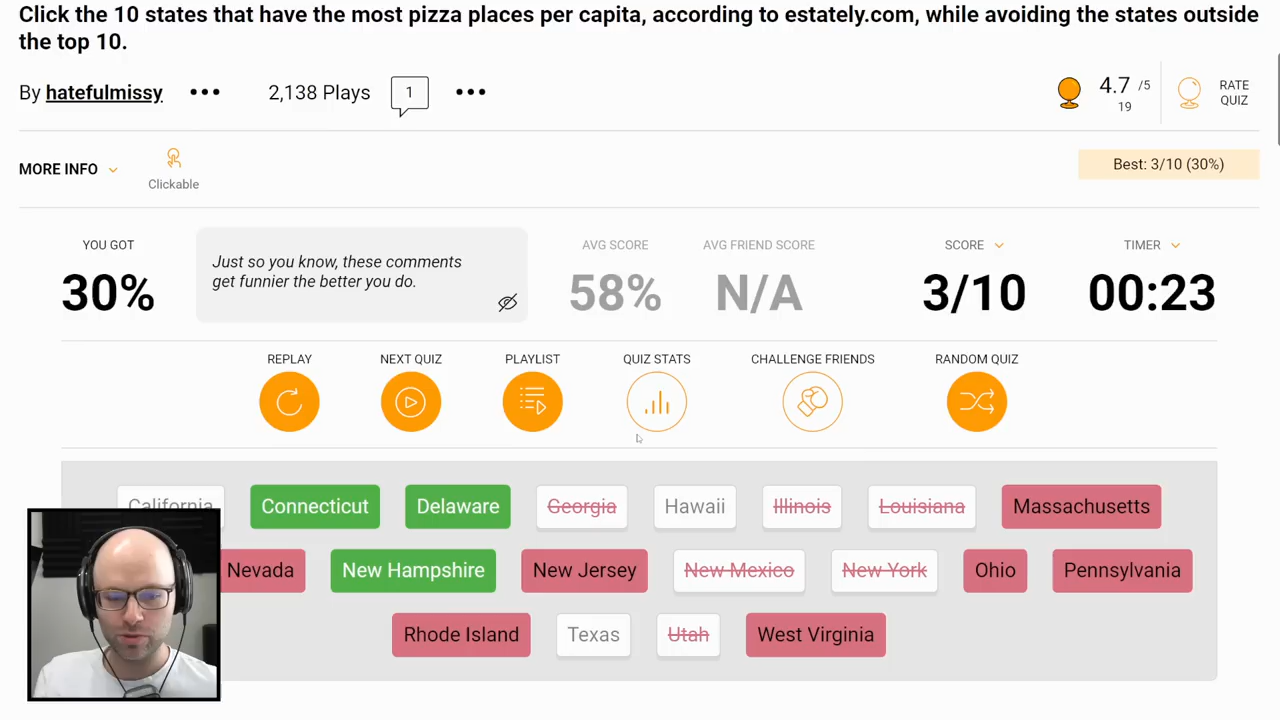 Click the 10 states that have the most pizza places per capita, according to estately.com, while avoiding the states outside
the top 10.
By hatefulmissy ••• 2,138 Plays 1 ••• 4.7 /5 19 RATE QUIZ
MORE INFO Clickable Best: 3/10 (30%)
YOU GOT AVG SCORE AVG FRIEND SCORE SCORE TIMER
30% Just so you know, these comments get funnier the better you do. 58% N/A 3/10 00:23
REPLAY NEXT QUIZ PLAYLIST QUIZ STATS CHALLENGE FRIENDS RANDOM QUIZ
California Connecticut Delaware Georgia Hawaii Illinois Louisiana Massachusetts
Nevada New Hampshire New Jersey New Mexico New York Ohio Pennsylvania
Rhode Island Texas Utah West Virginia